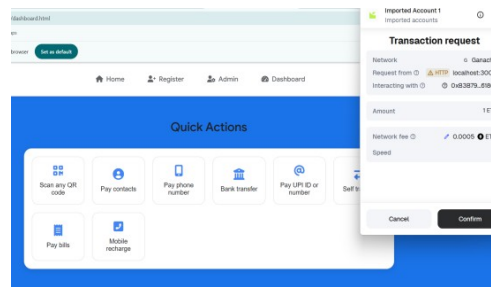 dashboard.html
browser
Set as default
Home
Register
Admin
Dashboard
Quick Actions
Scan any QR
code
Pay contacts
Pay phone
number
Bank transfer
Pay UPI ID or
number
Self
Pay bills
Mobile
recharge
Imported Account 1
Imported accounts
Transaction request
Network
Request from
HTTP
Interacting with
Amount
Network fee
0.0005
Speed
Cancel
Confirm